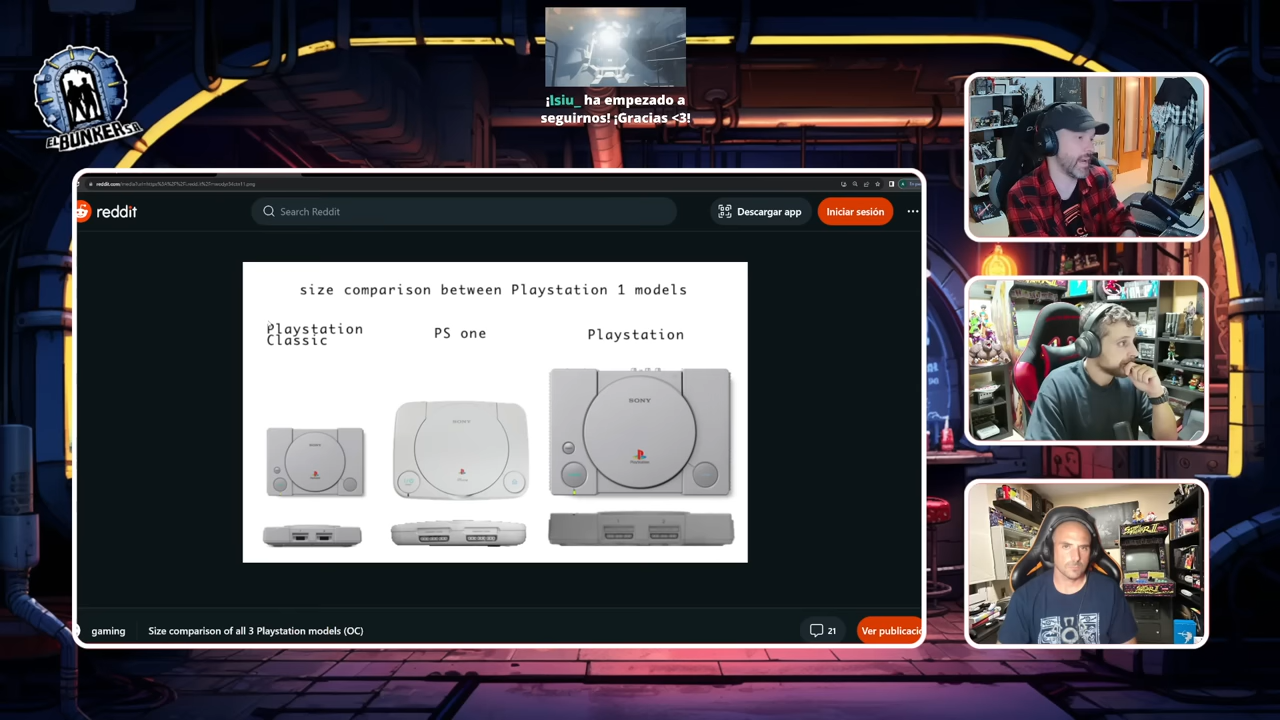 ¡Isiu_ ha empezado a
seguirnos! ¡Gracias <3!
EL BUNKER S.A.
reddit
Search Reddit
Descargar app
Iniciar sesión
size comparison between Playstation 1 models
Playstation
Classic
PS one
Playstation
SONY
SONY
gaming
Size comparison of all 3 Playstation models (OC)
21
Ver publicació